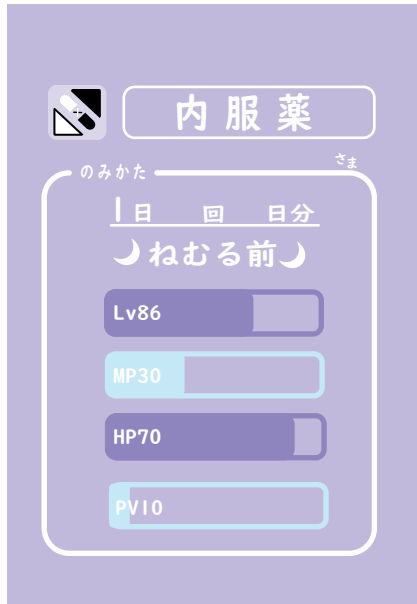 内服薬
さま
のみかた
1日 回 日分
ねむる前
Lv86
MP30
HP70
PV10